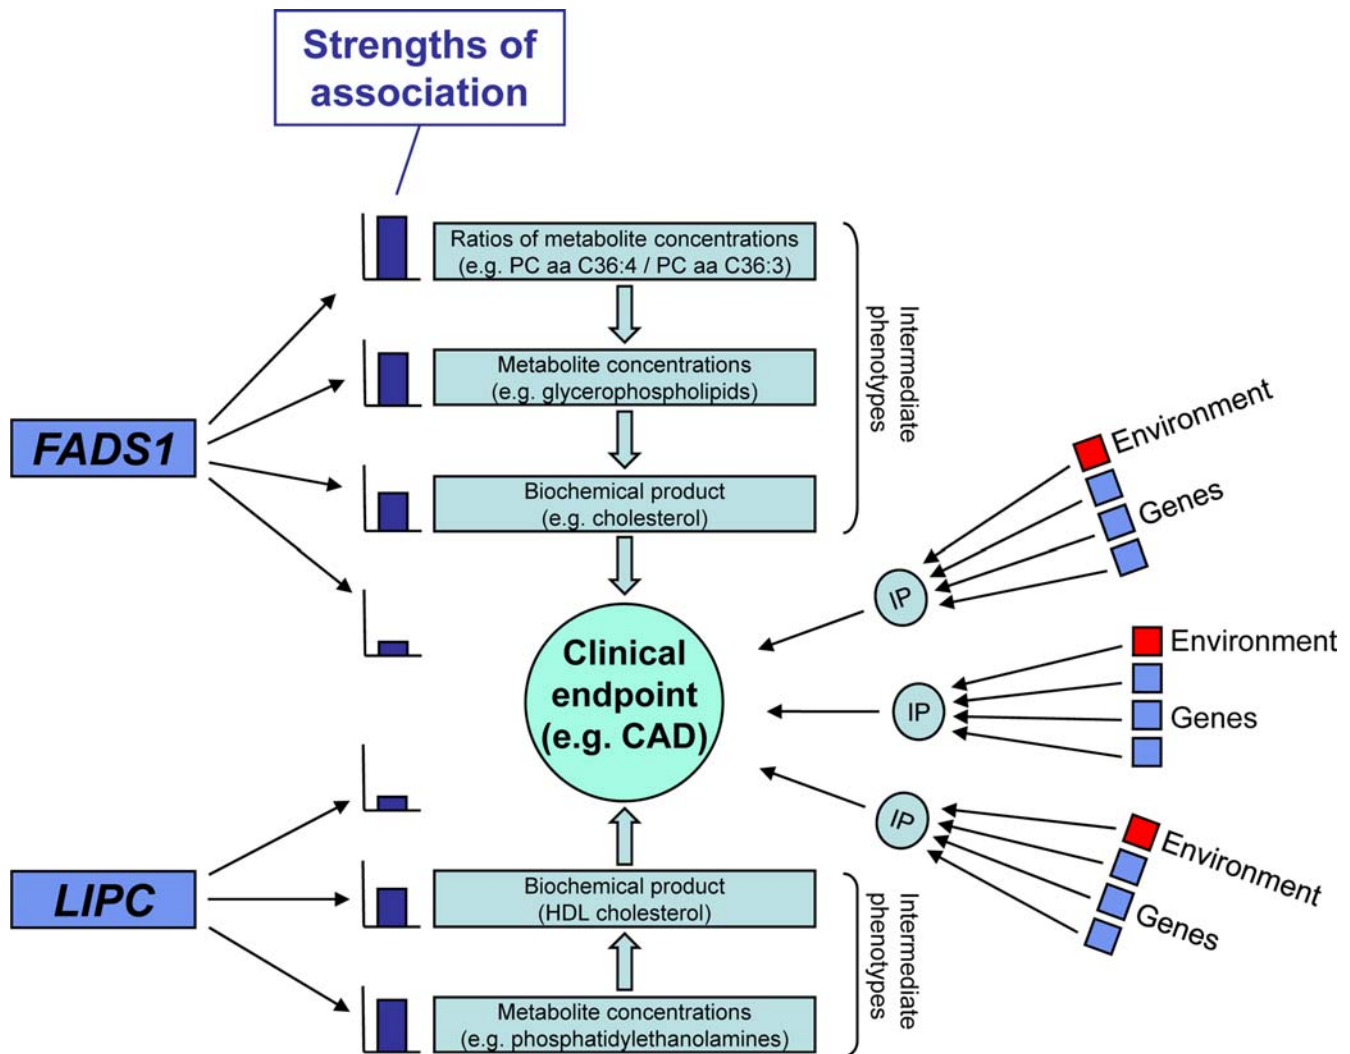 Strengths of
association
Ratios of metabolite concentrations
(e.g. PC aa C36:4 / PC aa C36:3)
Metabolite concentrations
(e.g. glycerophospholipids)
Biochemical product
(e.g. cholesterol)
Intermediate
phenotypes
FADS1
Clinical
endpoint
(e.g. CAD)
LIPC
Biochemical product
(HDL cholesterol)
Metabolite concentrations
(e.g. phosphatidylethanolamines)
Intermediate
phenotypes
Environment
Genes
IP
Environment
Genes
IP
Environment
Genes
IP